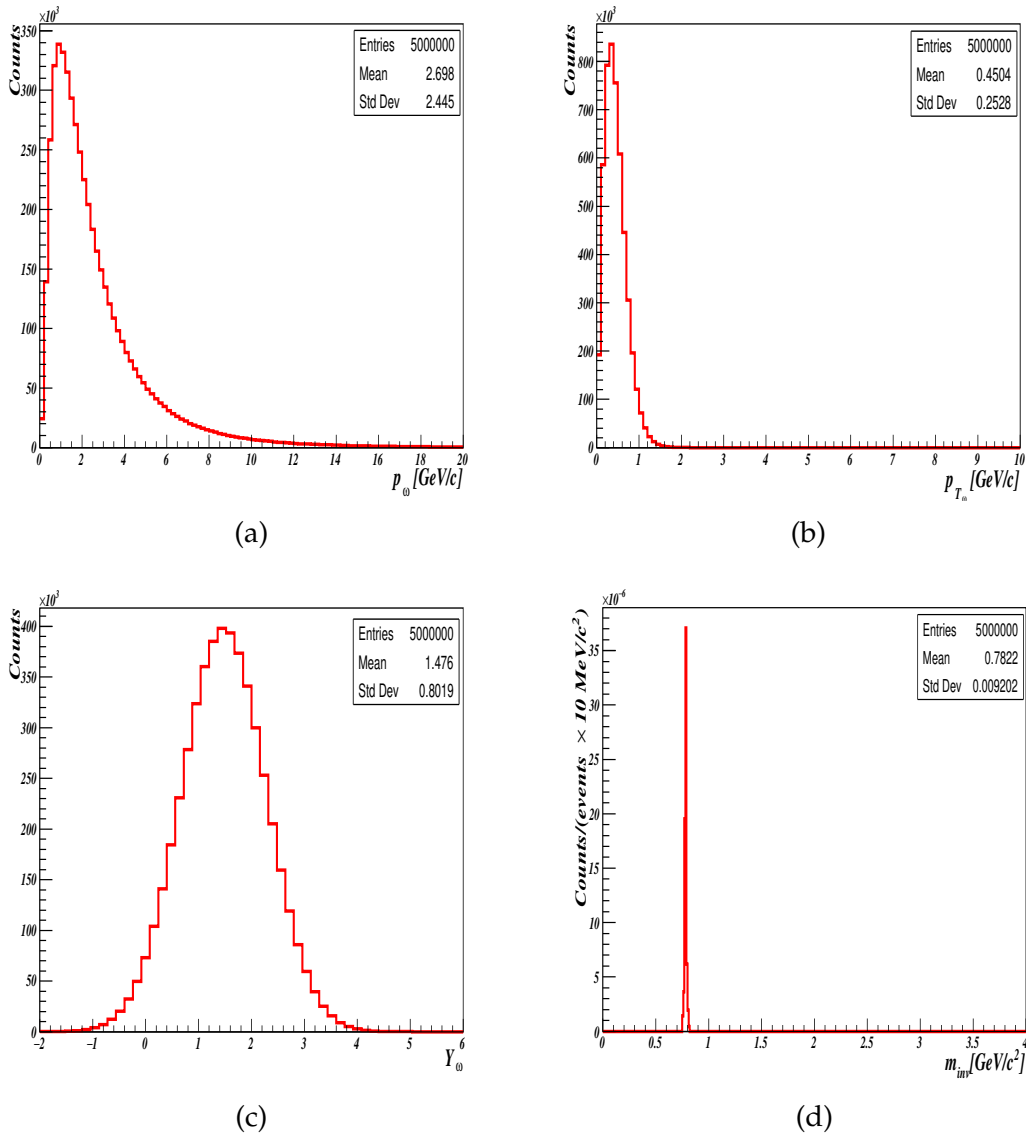 ×10³
Counts
350
300
250
200
150
100
50
0
0 2 4 6 8 10 12 14 16 18 20
p_ω [GeV/c]
Entries 5000000
Mean 2.698
Std Dev 2.445
(a)
×10³
Counts
800
700
600
500
400
300
200
100
0
0 1 2 3 4 5 6 7 8 9 10
p_T_ω [GeV/c]
Entries 5000000
Mean 0.4504
Std Dev 0.2528
(b)
×10³
Counts
400
350
300
250
200
150
100
50
0
−2 −1 0 1 2 3 4 5 6
Y_ω
Entries 5000000
Mean 1.476
Std Dev 0.8019
(c)
×10⁻⁶
Counts/(events × 10 MeV/c²)
35
30
25
20
15
10
5
0
0 0.5 1 1.5 2 2.5 3 3.5 4
m_inv [GeV/c²]
Entries 5000000
Mean 0.7822
Std Dev 0.009202
(d)